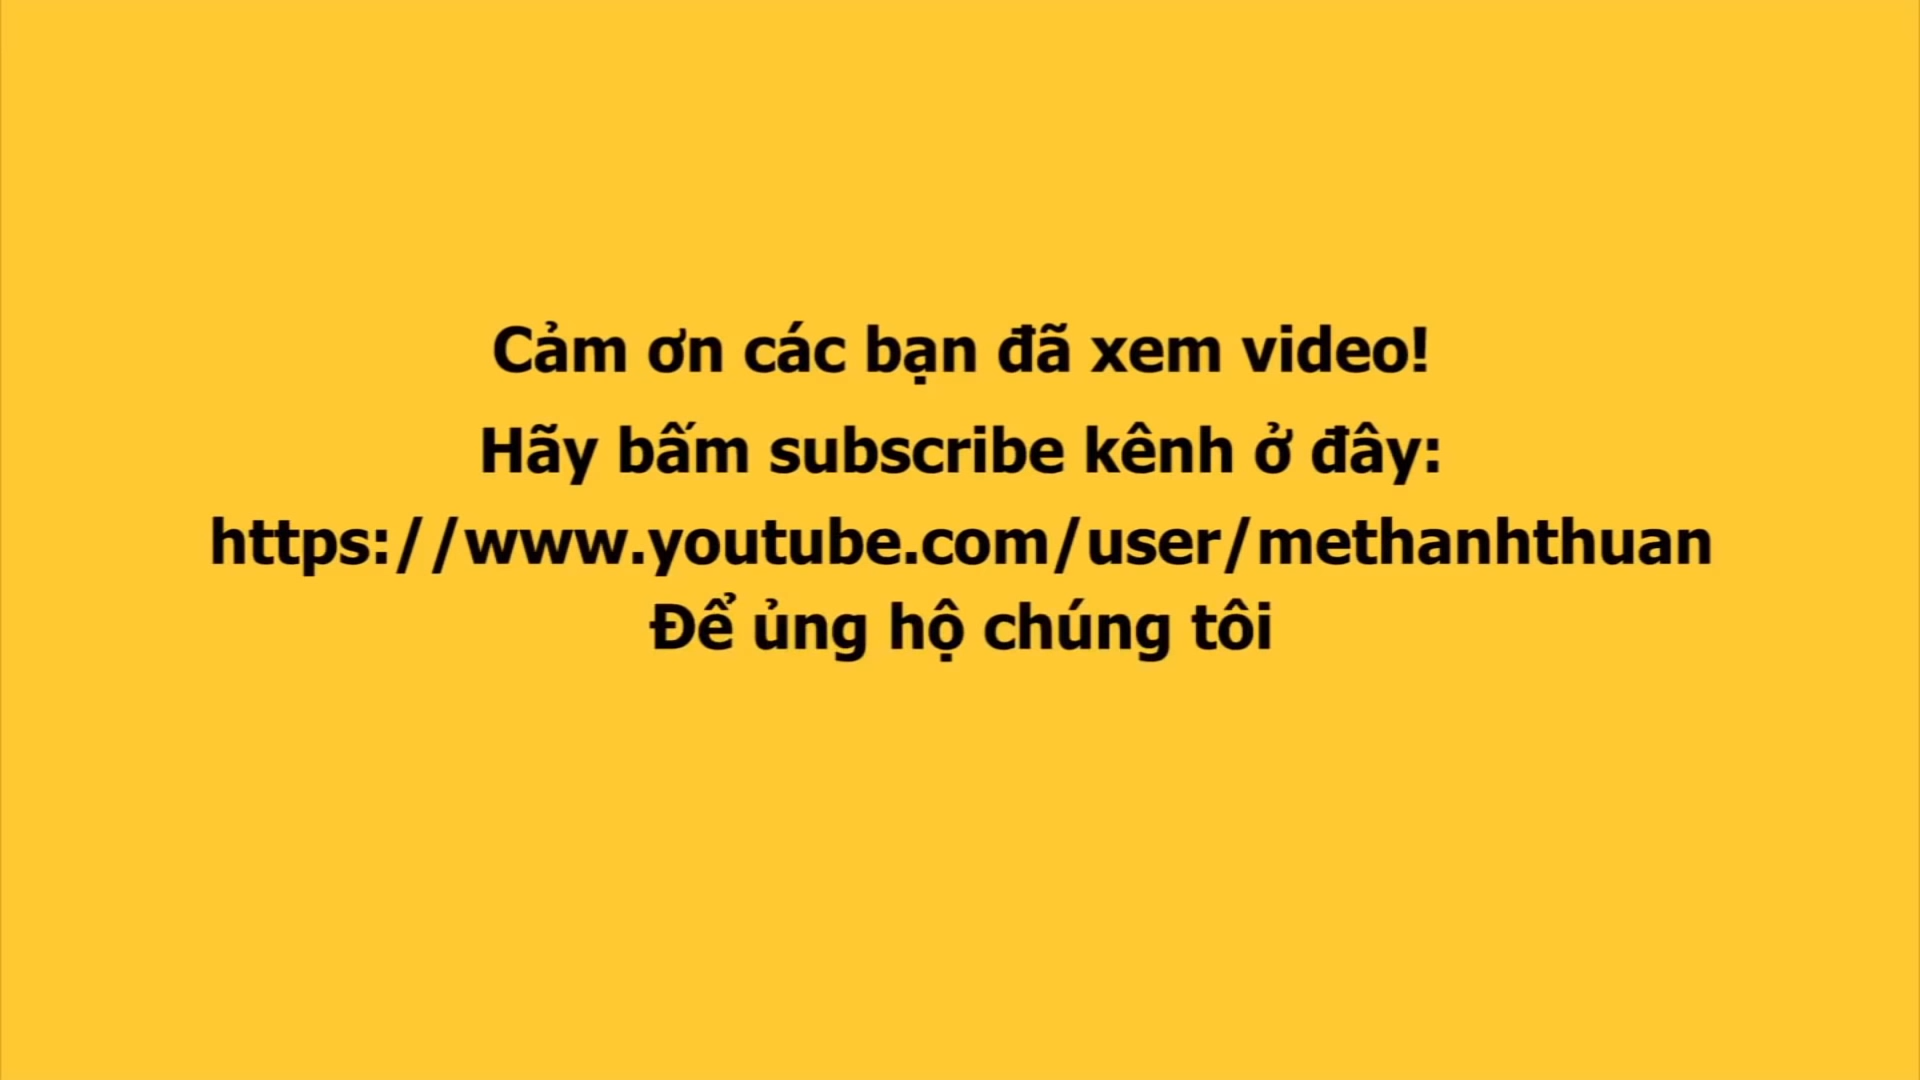 Cảm ơn các bạn đã xem video!
Hãy bấm subscribe kênh ở đây:
https://www.youtube.com/user/methanhthuan
Để ủng hộ chúng tôi